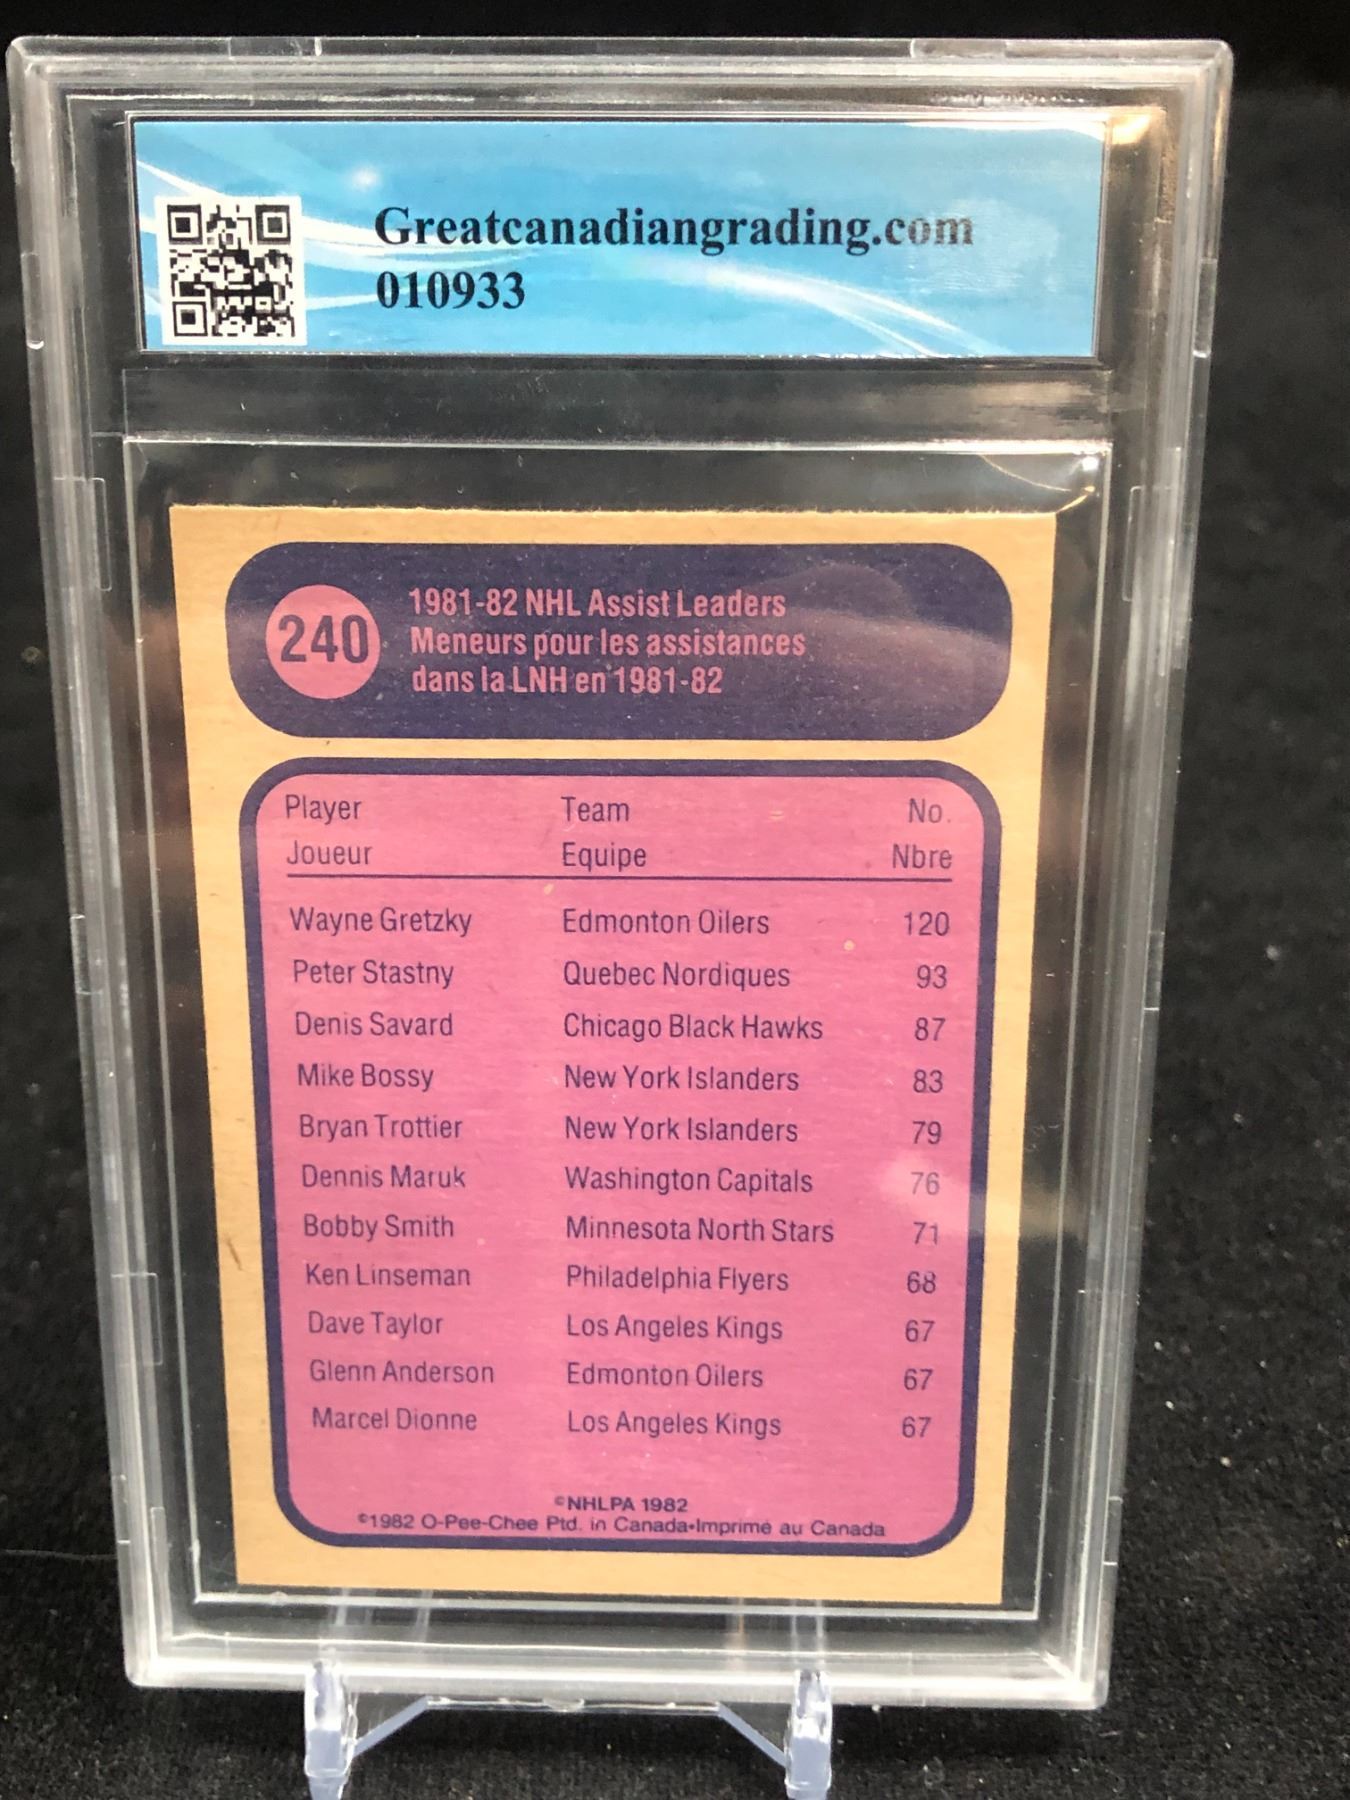 Greatcanadiangrading.com
010933
240
1981-82 NHL Assist Leaders
Meneurs pour les assistances
dans la LNH en 1981-82
Player Team No.
Joueur Equipe Nbre
Wayne Gretzky Edmonton Oilers 120
Peter Stastny Quebec Nordiques 93
Denis Savard Chicago Black Hawks 87
Mike Bossy New York Islanders 83
Bryan Trottier New York Islanders 79
Dennis Maruk Washington Capitals 76
Bobby Smith Minnesota North Stars 71
Ken Linseman Philadelphia Flyers 68
Dave Taylor Los Angeles Kings 67
Glenn Anderson Edmonton Oilers 67
Marcel Dionne Los Angeles Kings 67
©NHLPA 1982
©1982 O-Pee-Chee Ptd. in Canada•Imprimé au Canada